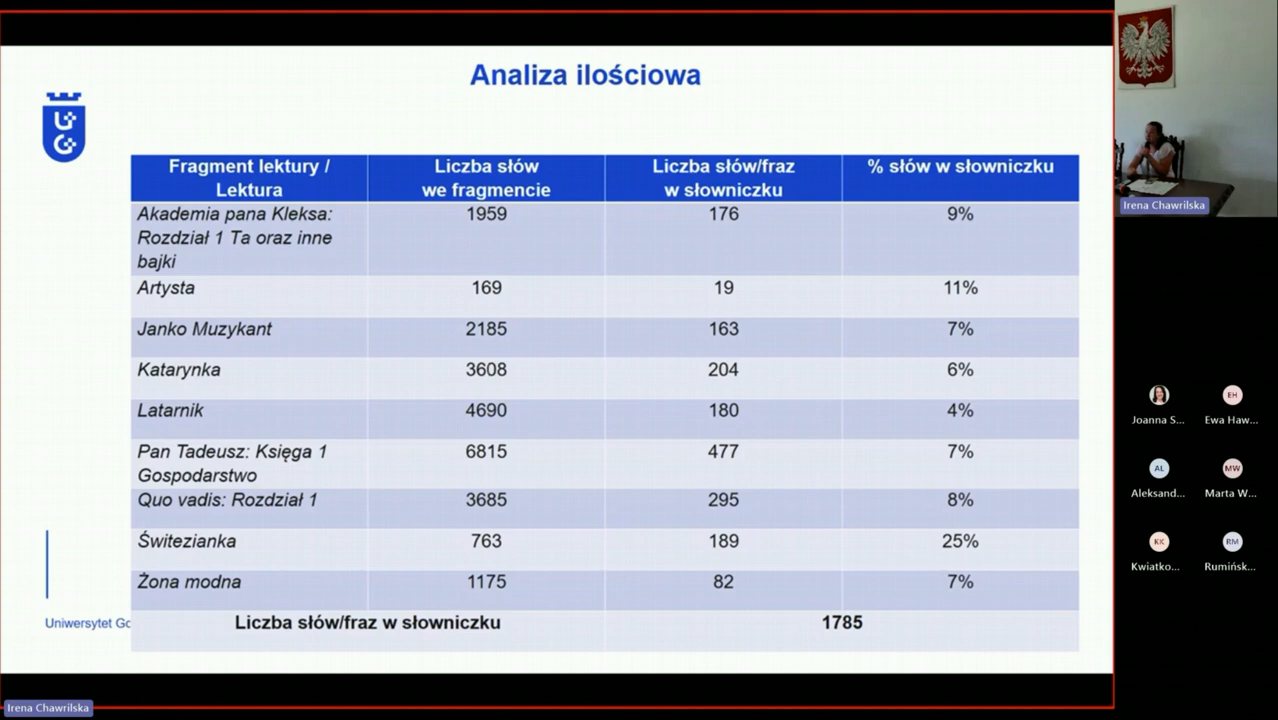 Analiza ilościowa
Fragment lektury /
Lektura
Liczba słów
we fragmencie
Liczba słów/fraz
w słowniczku
% słów w słowniczku
Akademia pana Kleksa:
Rozdział 1 Ta oraz inne
bajki
1959
176
9%
Artysta
169
19
11%
Janko Muzykant
2185
163
7%
Katarynka
3608
204
6%
Latarnik
4690
180
4%
Pan Tadeusz: Księga 1
Gospodarstwo
6815
477
7%
Quo vadis: Rozdział 1
3685
295
8%
Świtezianka
763
189
25%
Żona modna
1175
82
7%
Liczba słów/fraz w słowniczku
1785
Uniwersytet Go
Irena Chawrilska
Irena Chawrilska
EH
Joanna S...
Ewa Haw...
AL
MW
Aleksand...
Marta W...
KK
RM
Kwiatko...
Rumińsk...